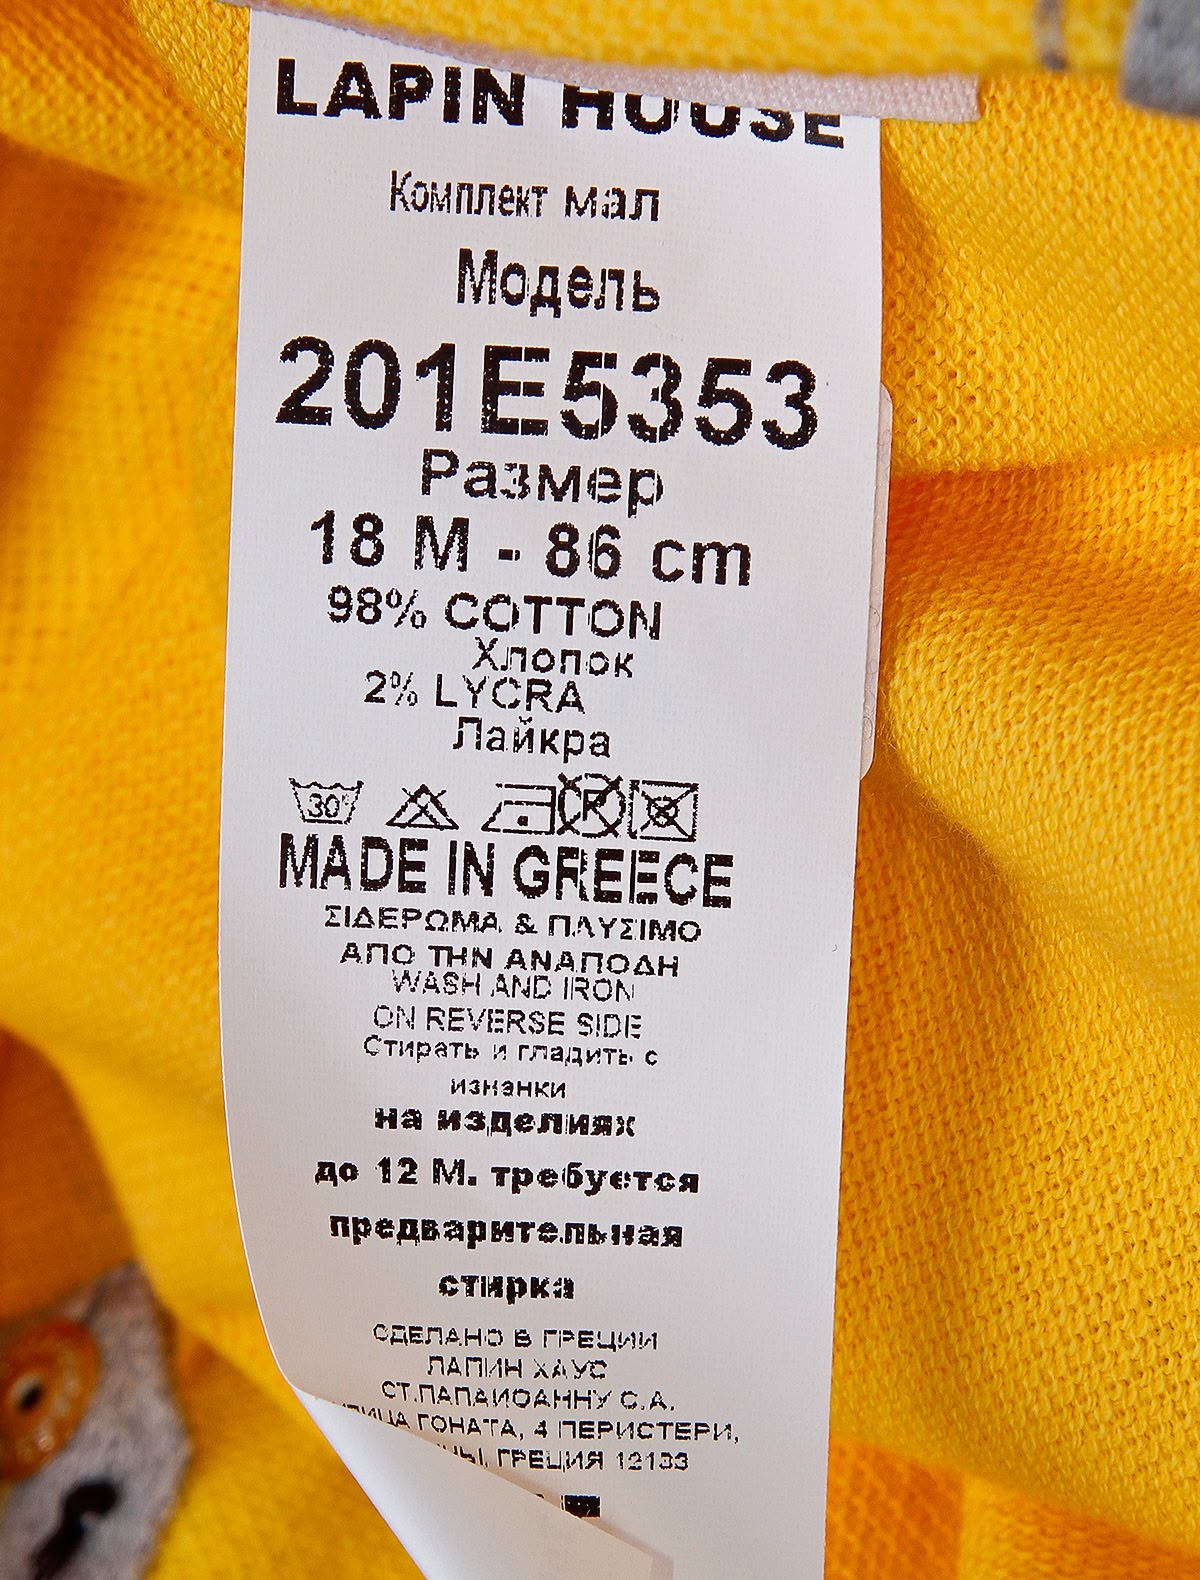 LAPIN HOUSE
Комплект мал
Модель
201E5353
Размер
18 M - 86 cm
98% COTTON
Хлопок
2% LYCRA
Лайкра
30°
MADE IN GREECE
ΣΙΔΕΡΩΜΑ & ΠΛΥΣΙΜΟ
ΑΠΟ ΤΗΝ ΑΝΑΠΟΔΗ
WASH AND IRON
ON REVERSE SIDE
Стирать и гладить с
изнанки
на изделиях
до 12 М. требуется
предварительная
стирка
СДЕЛАНО В ГРЕЦИИ
ЛАПИН ХАУС
СТ.ПАПАИОАННУ С.А.
ГОНАТА, 4 ПЕРИСТЕРИ,
ГРЕЦИЯ 12133